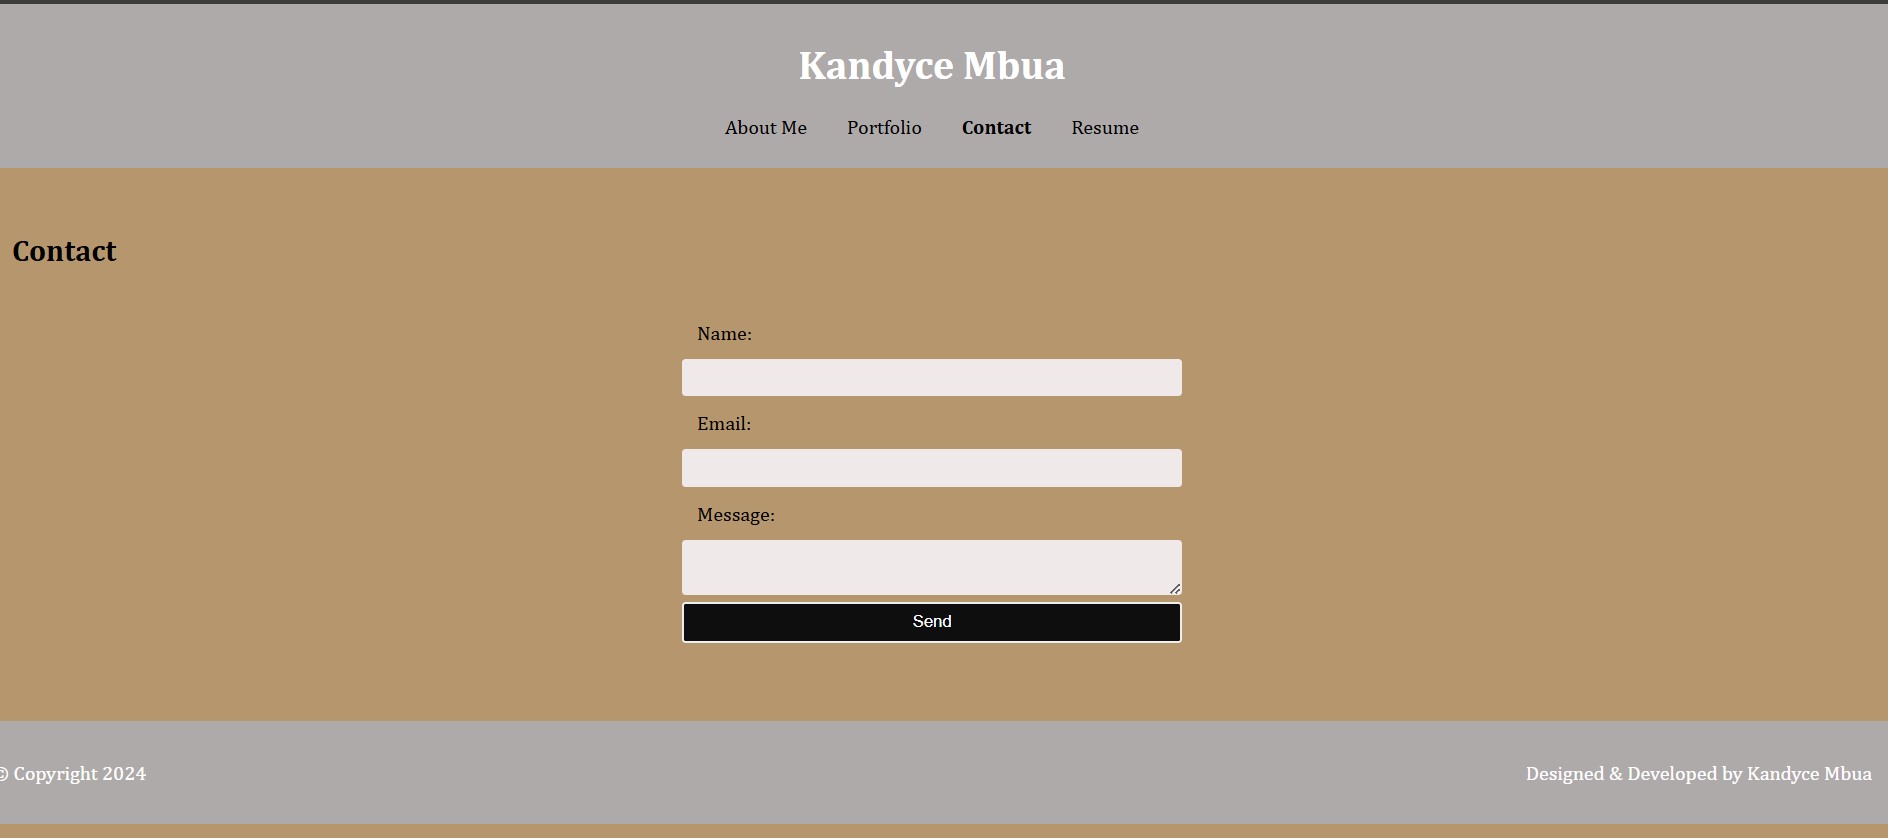 Kandyce Mbua
About Me Portfolio Contact Resume
Contact
Name:
Email:
Message:
Send
© Copyright 2024 Designed & Developed by Kandyce Mbua